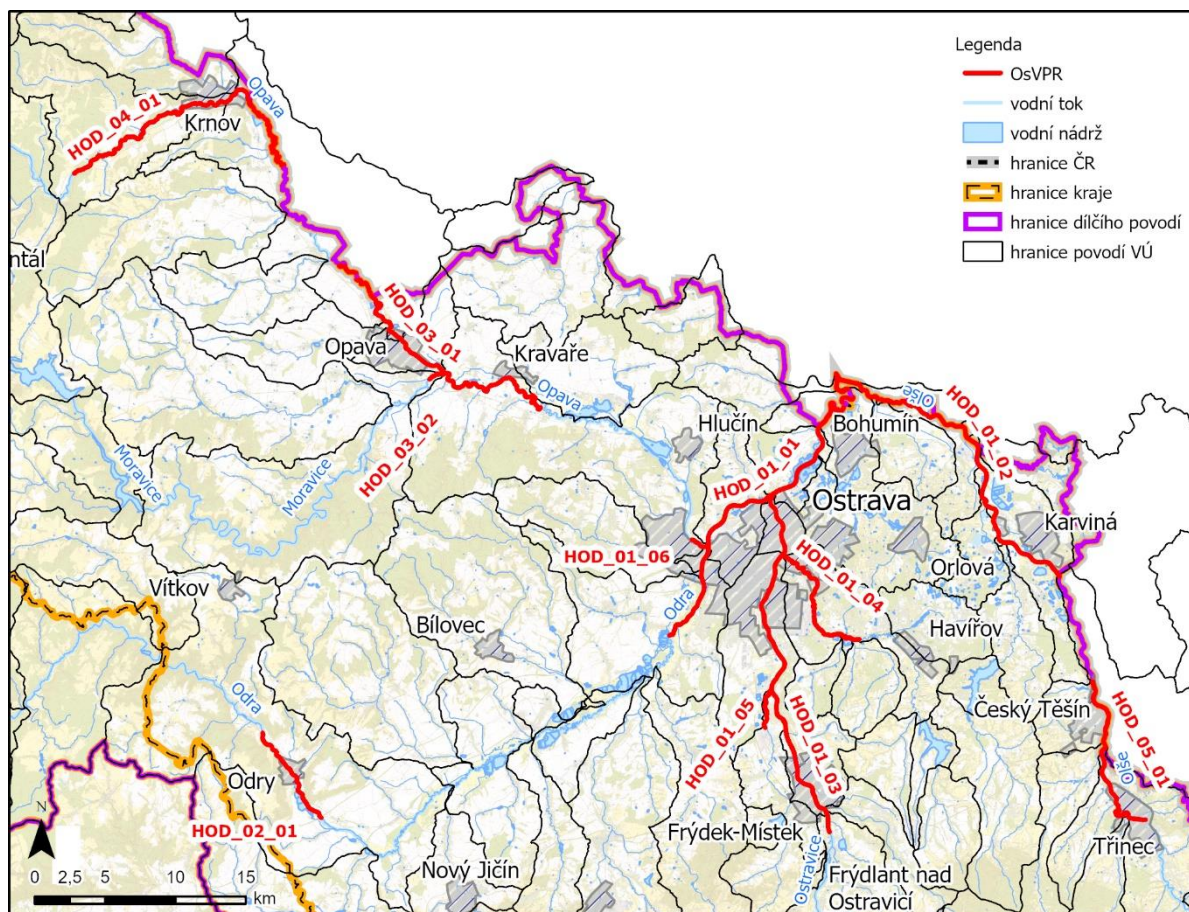 Legenda
OsVPR
vodní tok
vodní nádrž
hranice ČR
hranice kraje
hranice dílčího povodí
hranice povodí VÚ
Opava
HOD_04_01
Krnov
ntál
HOD_03_01
Opava
Kravaře
Opava
Olše
HOD_01_02
Hlučín
Bohumín
HOD_03_02
HOD_01_01
Moravice
Moravice
Ostrava
Karviná
HOD_01_06
Orlová
HOD_01_04
Vítkov
Odra
Bílovec
Havířov
Odra
HOD_01_05
HOD_01_03
Český Těšín
HOD_05_01
Olše
Odry
N
HOD_02_01
Frýdek-Místek
Třinec
Nový Jičín
Ostravice
Frýdlant nad
Ostravicí
0 2,5 5 10 15
km